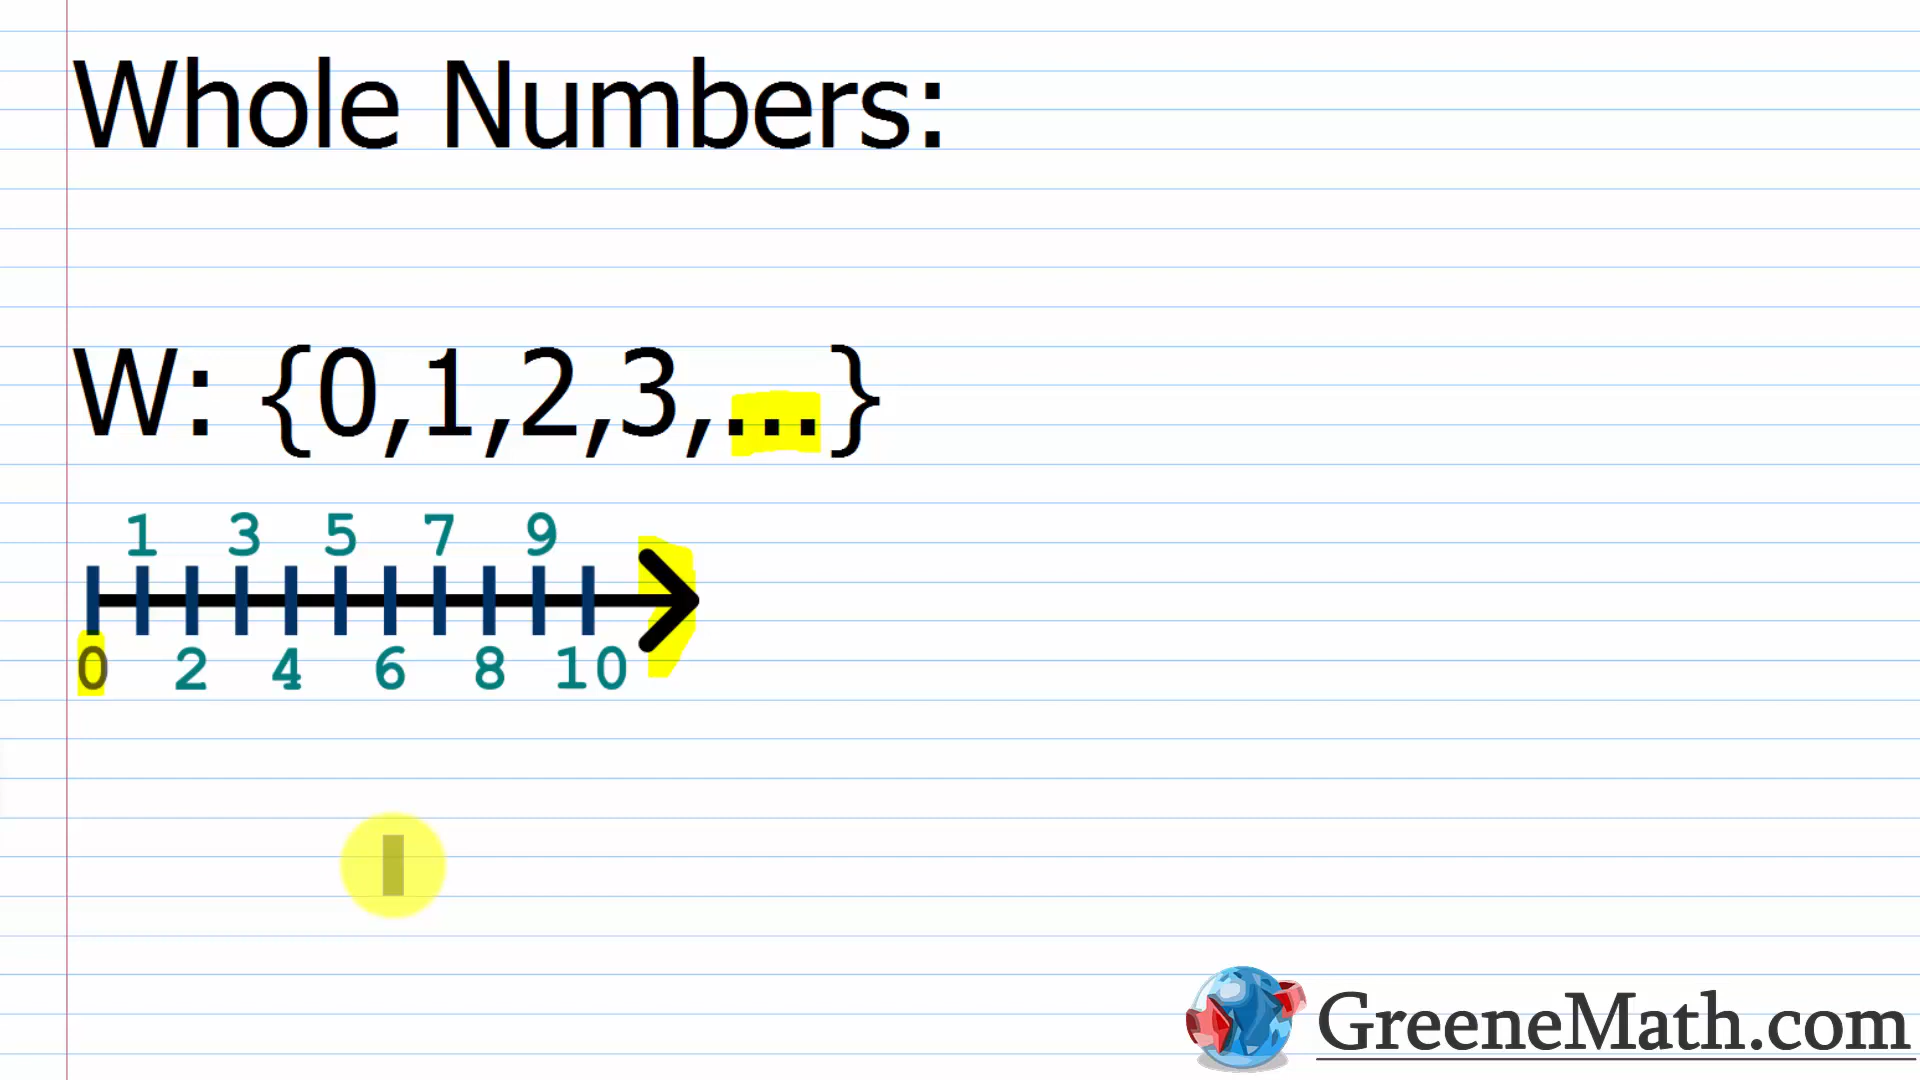 Whole Numbers:
W: {0,1,2,3,...}
1 3 5 7 9
0 2 4 6 8 10
GreeneMath.com